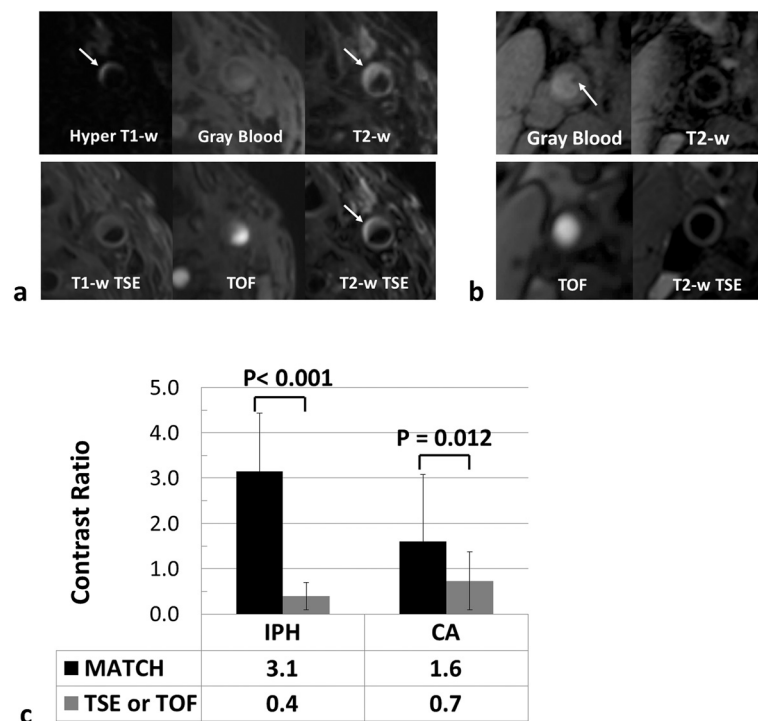 Hyper T1-w Gray Blood T2-w
T1-w TSE TOF T2-w TSE
a
Gray Blood T2-w
TOF T2-w TSE
b
P< 0.001
P = 0.012
Contrast Ratio
5.0
4.0
3.0
2.0
1.0
0.0
IPH CA
MATCH 3.1 1.6
TSE or TOF 0.4 0.7
c